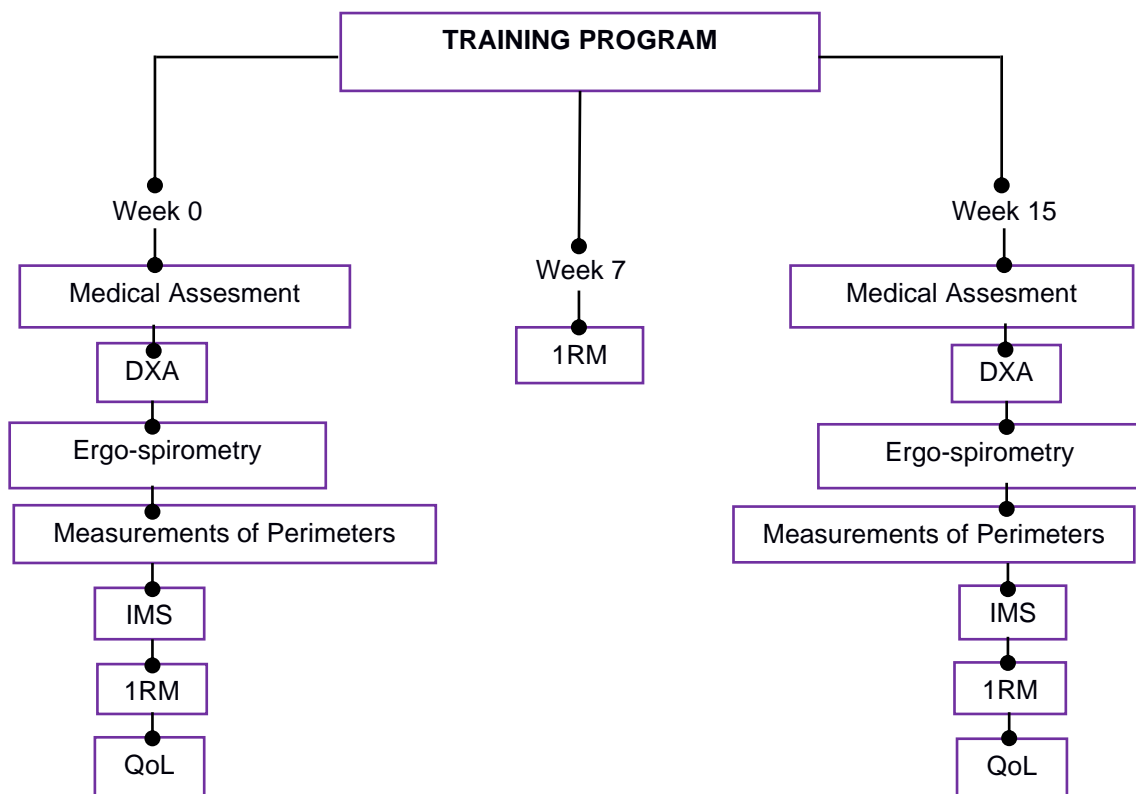 TRAINING PROGRAM
Week 0
Medical Assesment
DXA
Ergo-spirometry
Measurements of Perimeters
IMS
1RM
QoL
Week 7
1RM
Week 15
Medical Assesment
DXA
Ergo-spirometry
Measurements of Perimeters
IMS
1RM
QoL